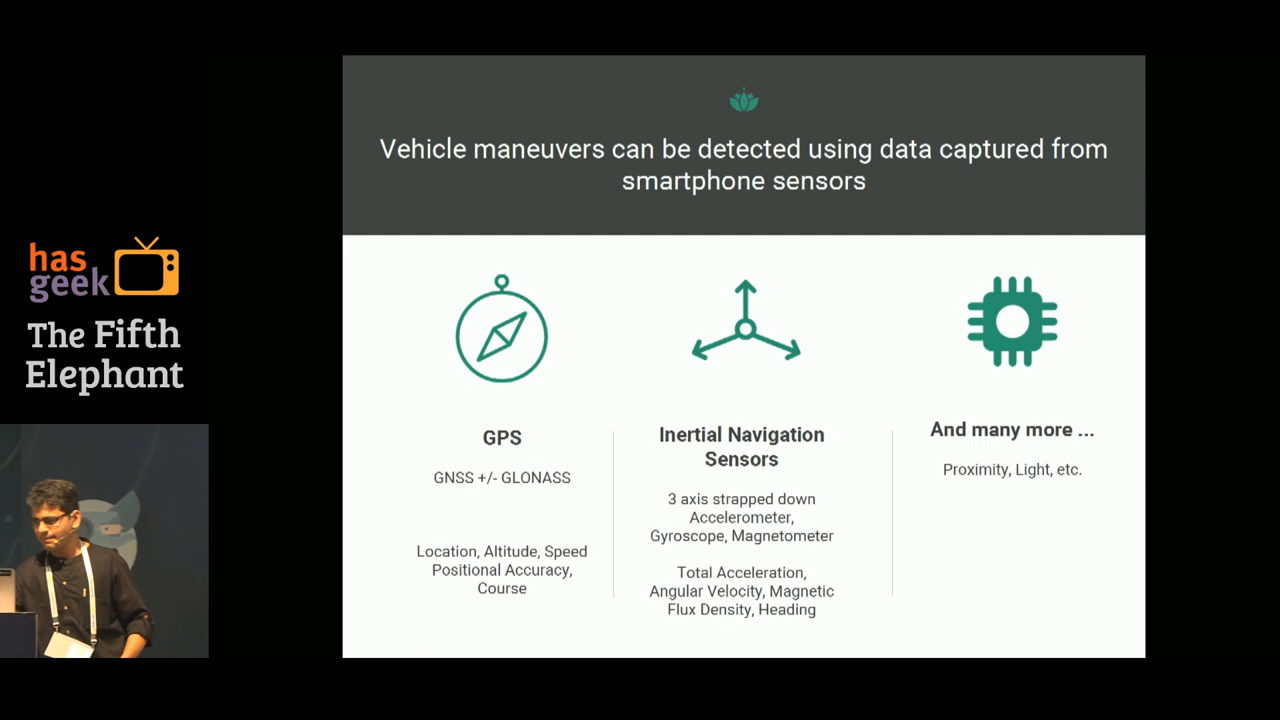 has
geek
The Fifth
Elephant
Vehicle maneuvers can be detected using data captured from
smartphone sensors
GPS
GNSS +/- GLONASS
Location, Altitude, Speed
Positional Accuracy,
Course
Inertial Navigation
Sensors
3 axis strapped down
Accelerometer,
Gyroscope, Magnetometer
Total Acceleration,
Angular Velocity, Magnetic
Flux Density, Heading
And many more ...
Proximity, Light, etc.